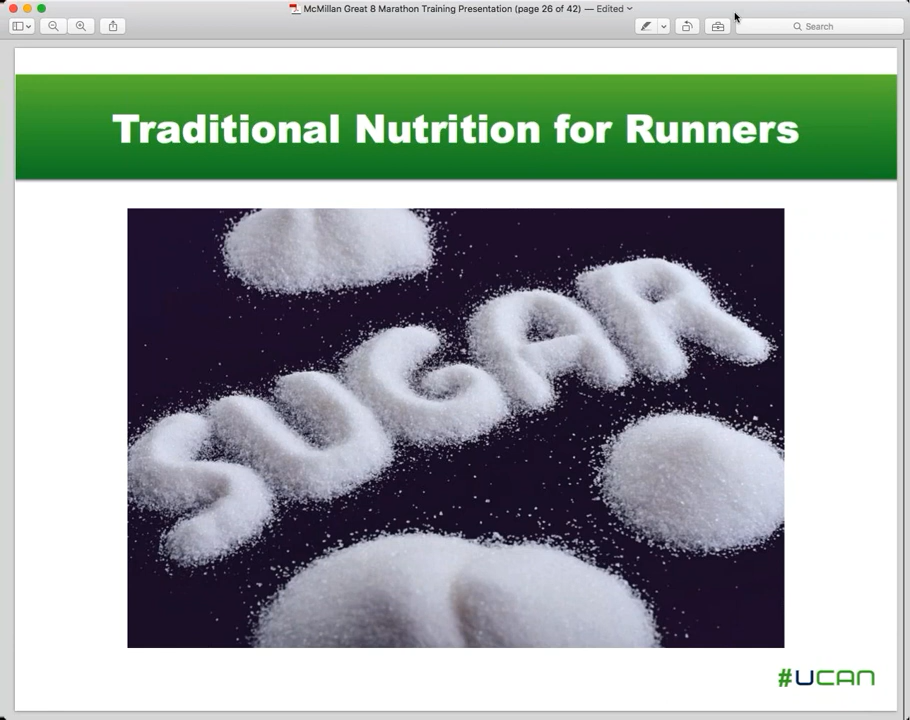 McMillan Great 8 Marathon Training Presentation (page 26 of 42) — Edited
Search
Traditional Nutrition for Runners
SUGAR
#UCAN